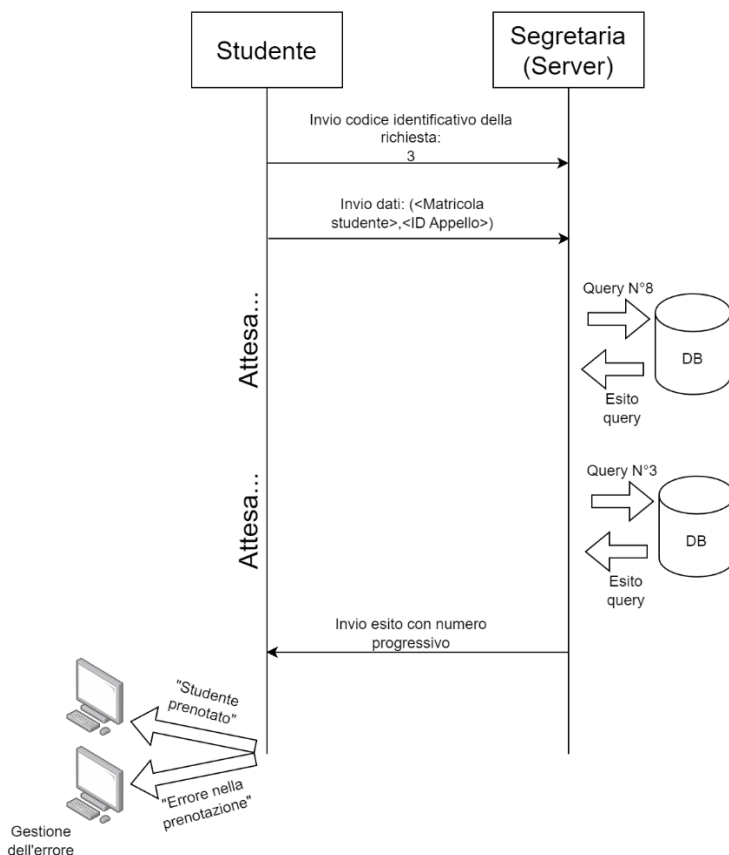 Studente
Segretaria
(Server)
Invio codice identificativo della
richiesta:
3
Invio dati: (<Matricola
studente>,<ID Appello>)
Attesa...
Query N°8
DB
Esito
query
Attesa...
Query N°3
DB
Esito
query
Invio esito con numero
progressivo
"Studente
prenotato"
"Errore nella
prenotazione"
Gestione
dell'errore